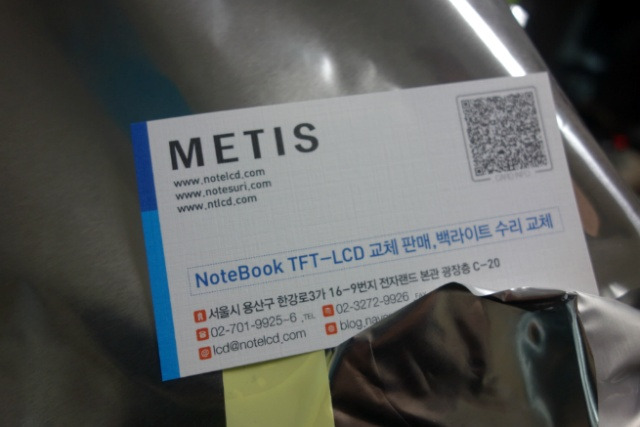 METIS
www.notelcd.com
www.notesuri.com
www.ntlcd.com
NoteBook TFT-LCD 교체 판매,백라이트 수리 교체
서울시 용산구 한강로3가 16-9번지 전자랜드 본관 광장층 C-20
02-701-9925~6 .TEL 02-3272-9926
lcd@notelcd.com blog.nave